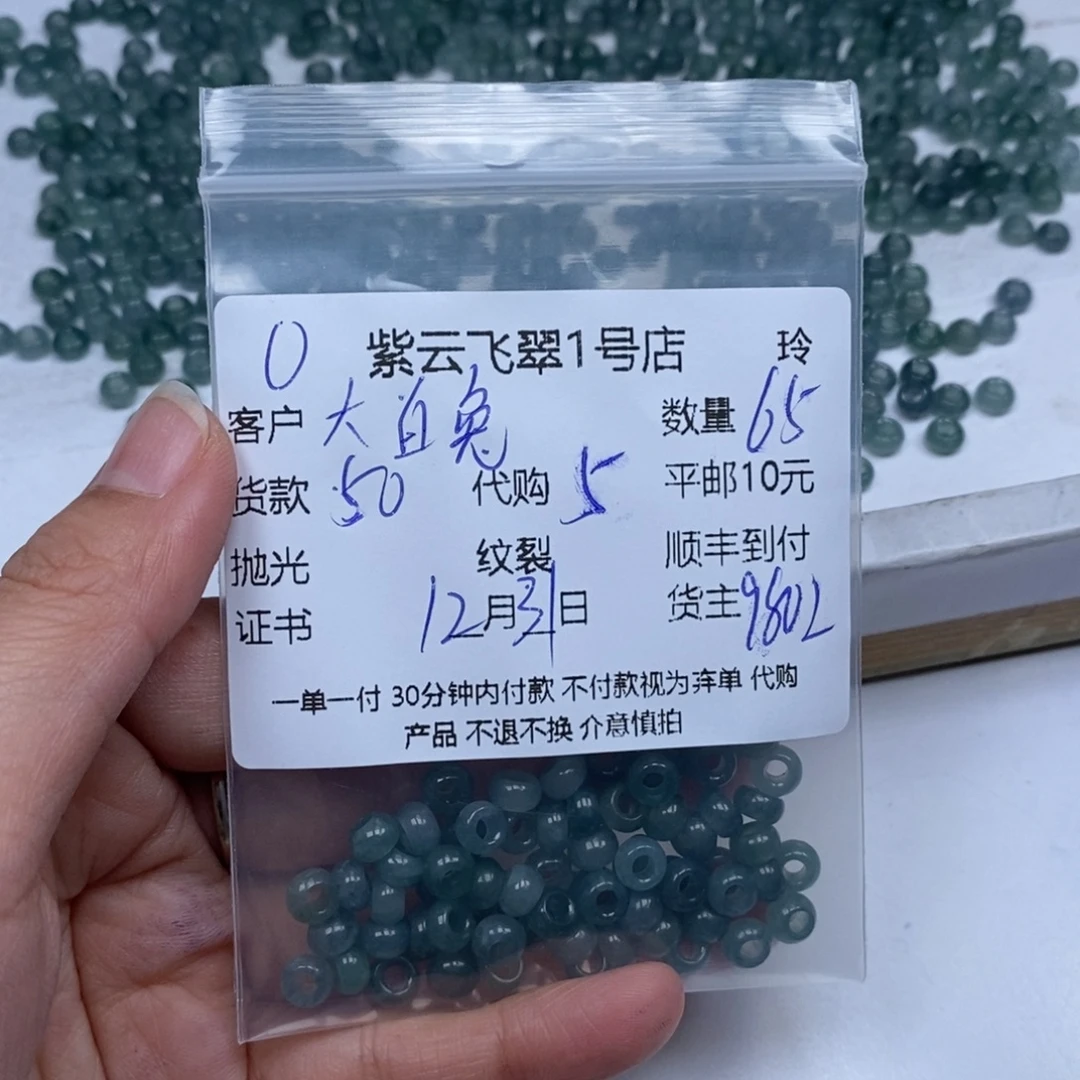 0 紫云飞翠1号店 玲
客户 大白兔 数量 65
货款 50 代购 5 平邮10元
抛光 纹裂 顺丰到付
证书 12月31日 货主9802
一单一付 30分钟内付款 不付款视为弃单 代购
产品 不退不换 介意慎拍